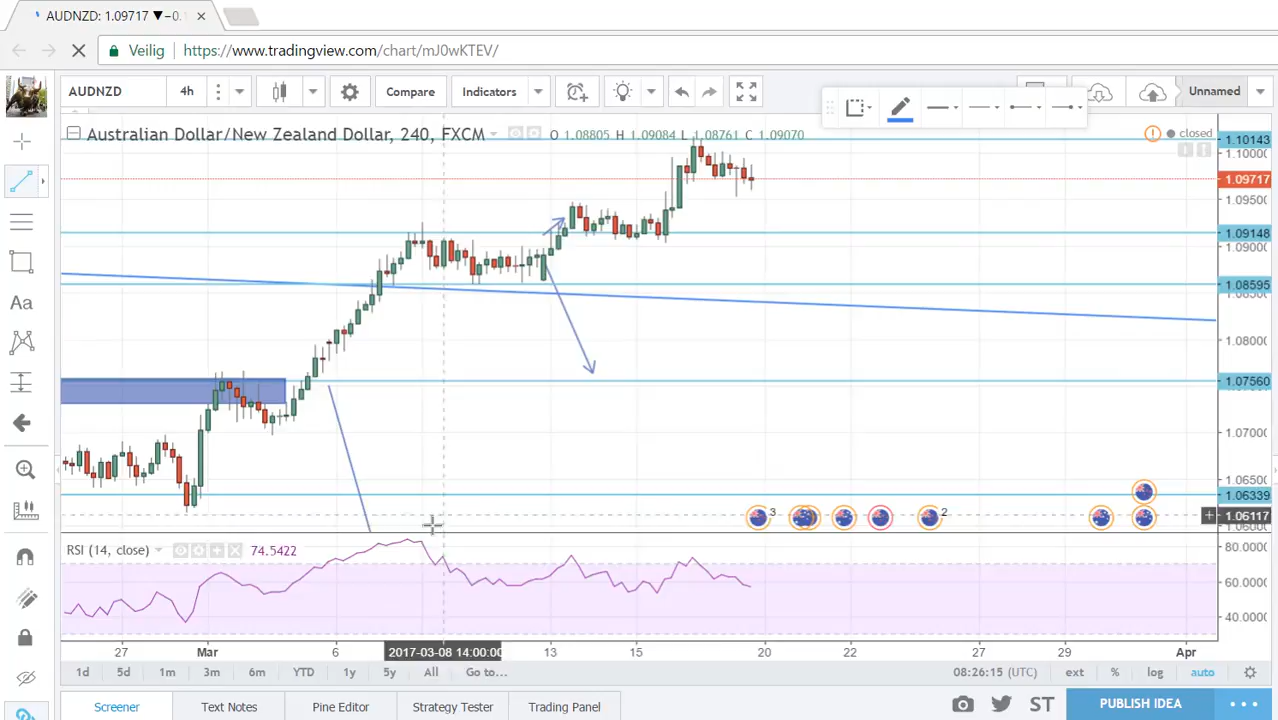 AUDNZD: 1.09717 ▼−0.1
Veilig
https://www.tradingview.com/chart/mJ0wKTEV/
AUDNZD 4h Compare Indicators Unnamed
Australian Dollar/New Zealand Dollar, 240, FXCM O 1.08805 H 1.09084 L 1.08761 C 1.09070
closed
1.10143
1.10000
1.09717
1.09500
1.09148
1.09000
1.08595
1.08500
1.08000
1.07560
1.07000
1.06500
1.06339
1.06117
Aa
3
2
RSI (14, close) 74.5422
80.0000
60.0000
40.0000
27 Mar 6 2017-03-08 14:00:00 13 15 20 22 27 29 Apr
1d 5d 1m 3m 6m YTD 1y 5y All Go to... 08:26:15 (UTC) ext % log auto
Screener Text Notes Pine Editor Strategy Tester Trading Panel ST PUBLISH IDEA